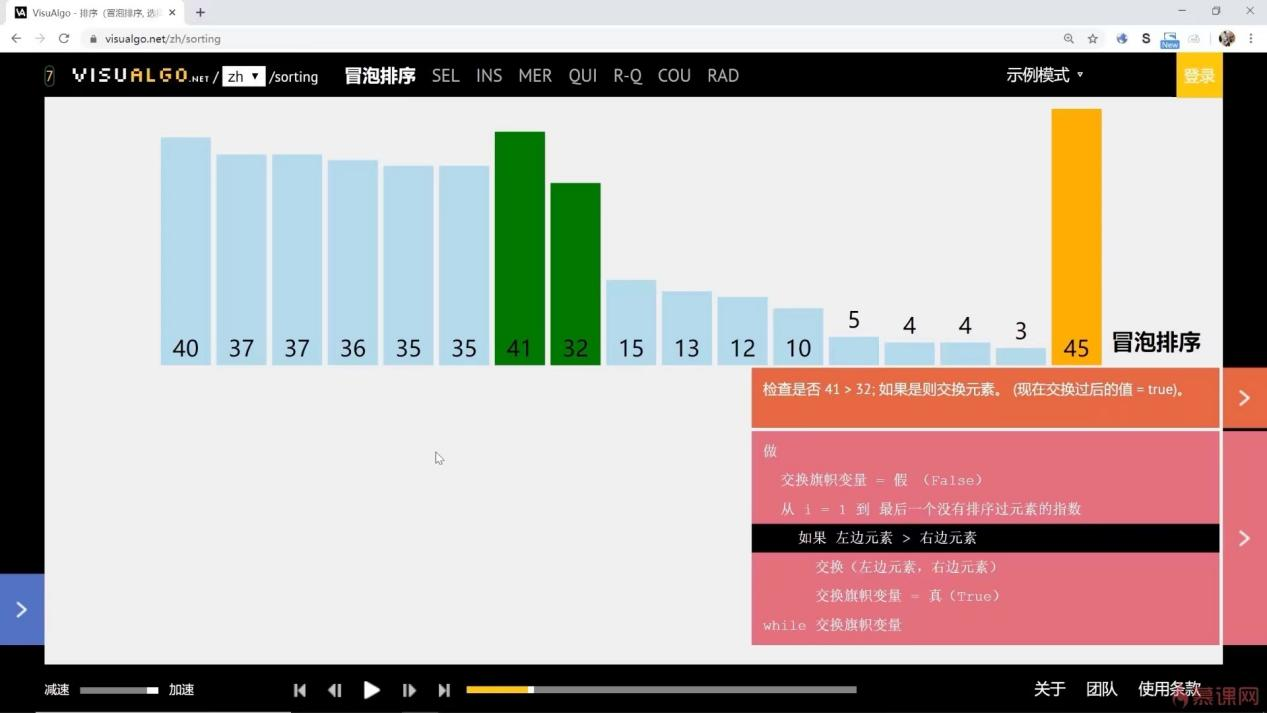 VisuAlgo - 排序（冒泡排序, 选
visualgo.net/zh/sorting
New
7 VISUALGO.NET / zh /sorting 冒泡排序 SEL INS MER QUI R-Q COU RAD 示例模式 登录
5 4 4 3
40 37 37 36 35 35 41 32 15 13 12 10 45 冒泡排序
检查是否 41 > 32; 如果是则交换元素。 (现在交换过后的值 = true)。
做
交换旗帜变量 = 假 （False）
从 i = 1 到 最后一个没有排序过元素的指数
如果 左边元素 > 右边元素
交换（左边元素，右边元素）
交换旗帜变量 = 真（True）
while 交换旗帜变量
减速 加速 关于 团队 使用条款
慕课网